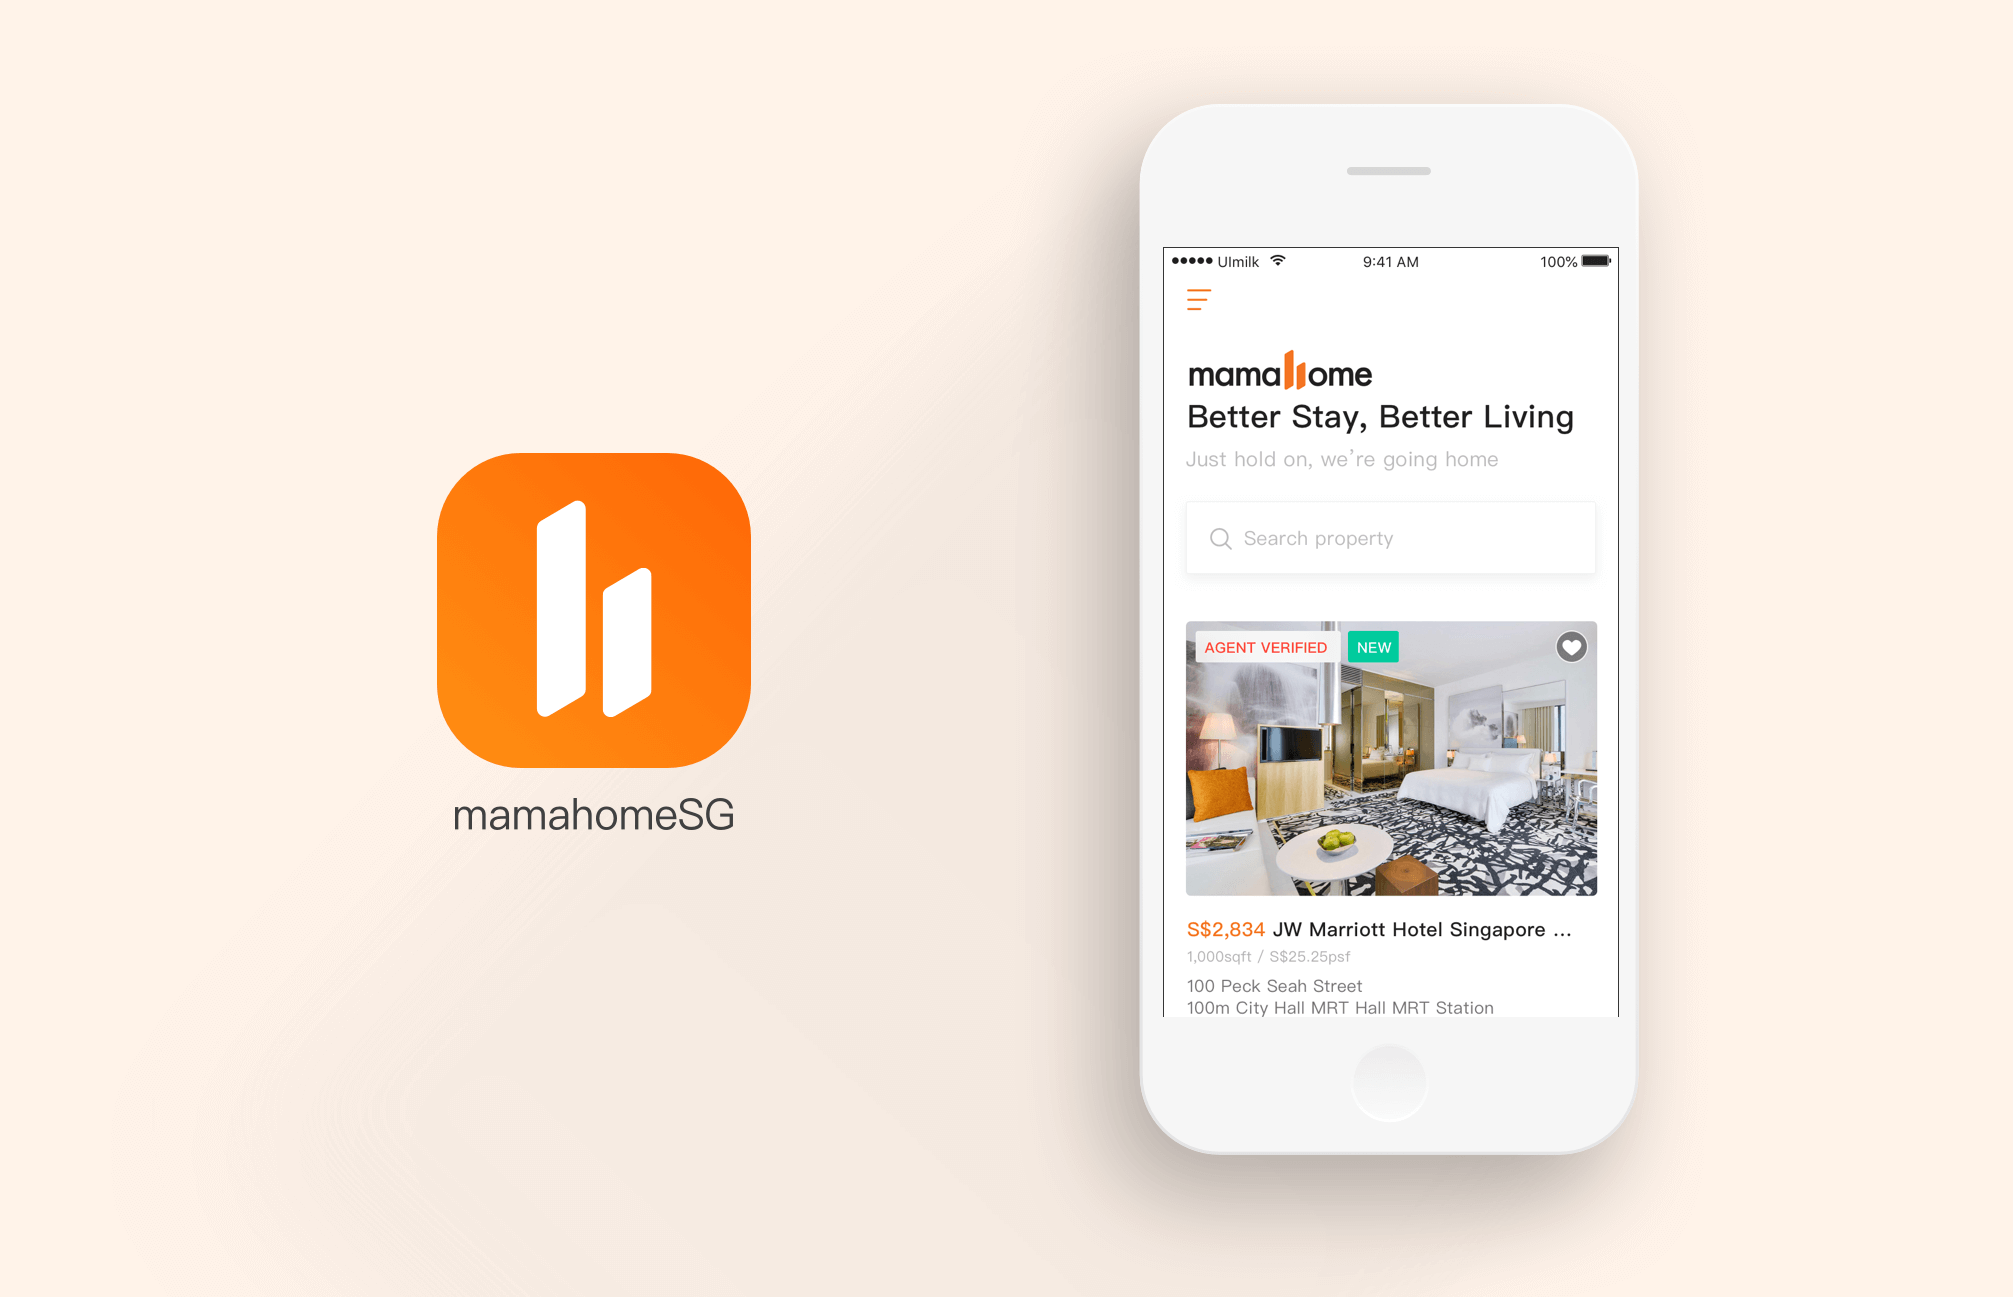 mamahomeSG
UImilk
9:41 AM
100%
mamahome
Better Stay, Better Living
Just hold on, we’re going home
Search property
AGENT VERIFIED
NEW
S$2,834 JW Marriott Hotel Singapore ...
1,000sqft / S$25.25psf
100 Peck Seah Street
100m City Hall MRT Hall MRT Station